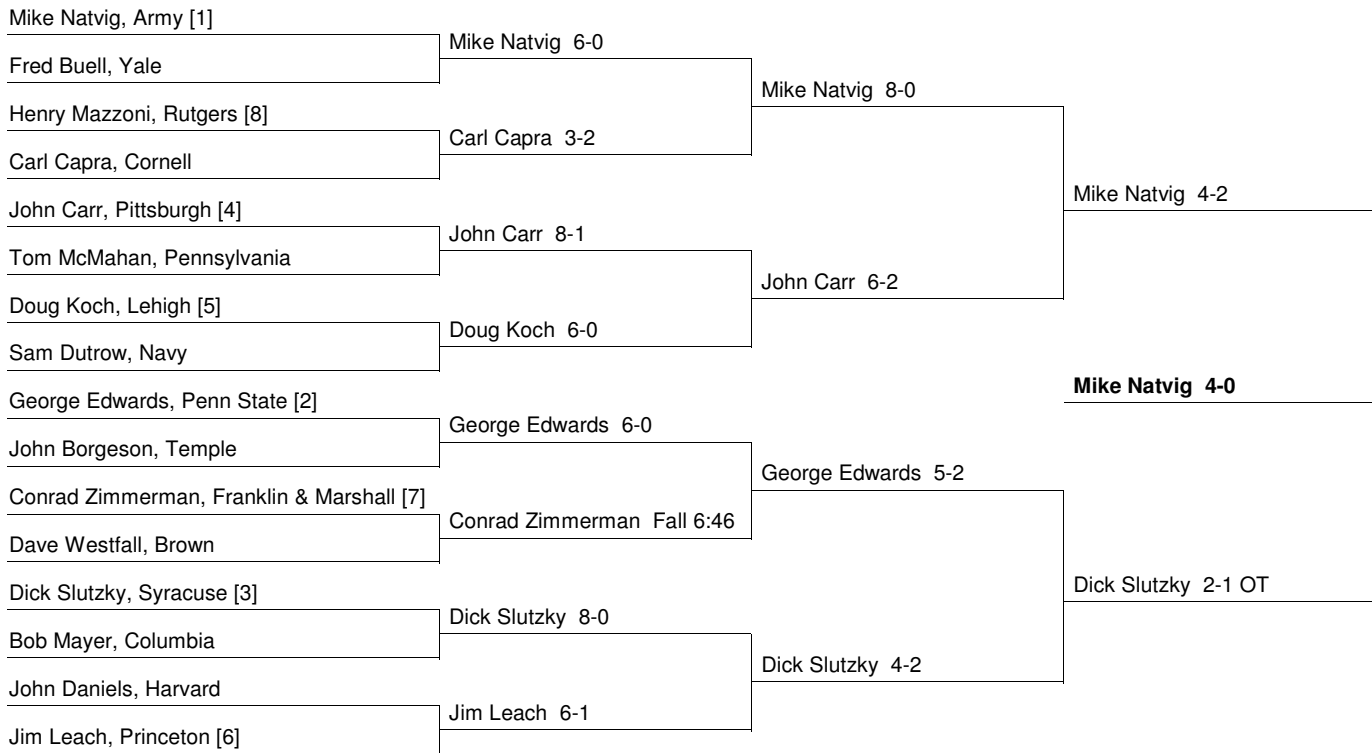 Mike Natvig, Army [1]
Mike Natvig  6-0
Fred Buell, Yale
Mike Natvig  8-0
Henry Mazzoni, Rutgers [8]
Carl Capra  3-2
Carl Capra, Cornell
Mike Natvig  4-2
John Carr, Pittsburgh [4]
John Carr  8-1
Tom McMahan, Pennsylvania
John Carr  6-2
Doug Koch, Lehigh [5]
Doug Koch  6-0
Sam Dutrow, Navy
Mike Natvig  4-0
George Edwards, Penn State [2]
George Edwards  6-0
John Borgeson, Temple
George Edwards  5-2
Conrad Zimmerman, Franklin & Marshall [7]
Conrad Zimmerman  Fall 6:46
Dave Westfall, Brown
Dick Slutzky  2-1 OT
Dick Slutzky, Syracuse [3]
Dick Slutzky  8-0
Bob Mayer, Columbia
Dick Slutzky  4-2
John Daniels, Harvard
Jim Leach  6-1
Jim Leach, Princeton [6]